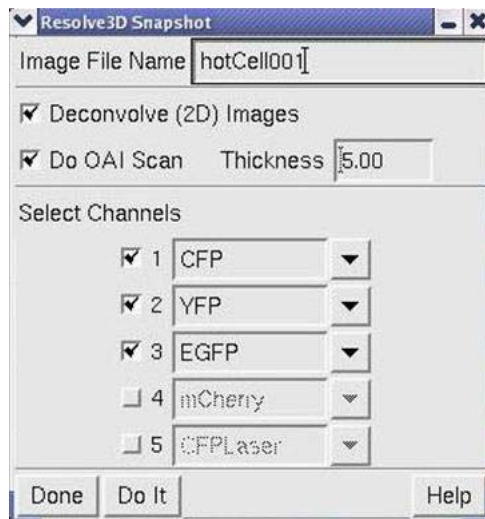 Resolve3D Snapshot
Image File Name hotCell001
Deconvolve (2D) Images
Do OAI Scan Thickness 5.00
Select Channels
1 CFP
2 YFP
3 EGFP
4 mCherry
5 CFPLaser
Done Do It Help